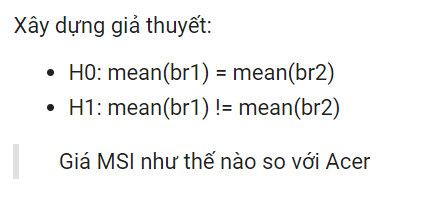 Xây dựng giả thuyết:
• H0: mean(br1) = mean(br2)
• H1: mean(br1) != mean(br2)
Giá MSI như thế nào so với Acer